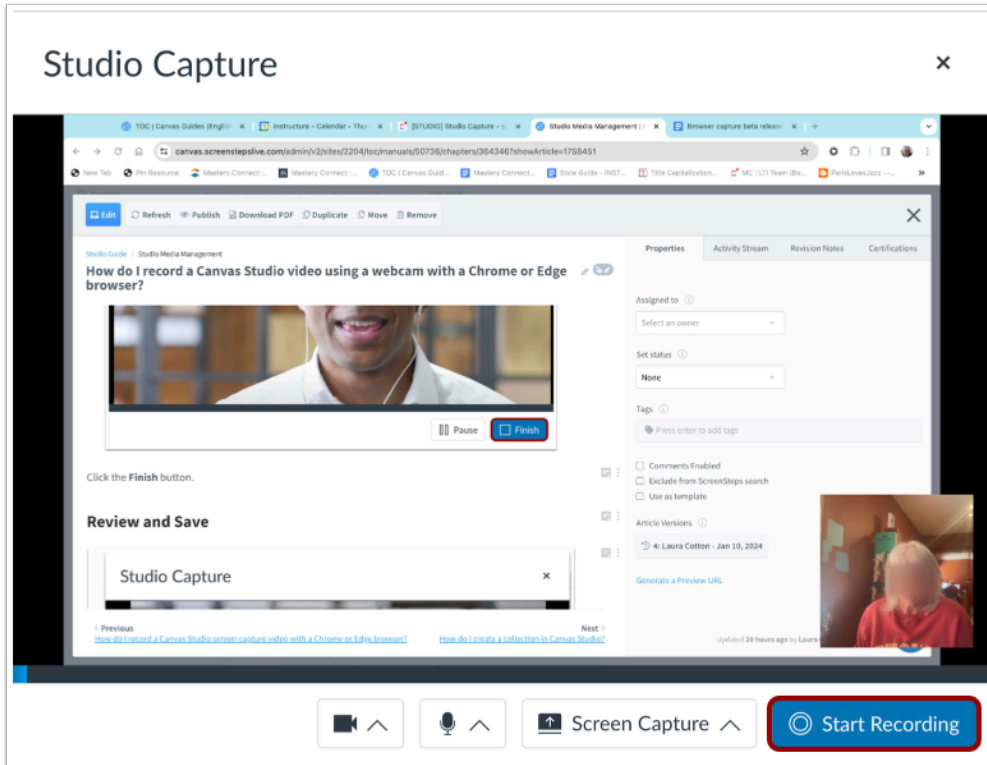 Studio Capture ×
TOC | Canvas Guides (English × Instructure - Calendar - Thur × [STUDIO] Studio Capture - × Studio Media Management | × Browser capture beta release ×
canvas.screenstepslive.com/admin/v2/sites/2204/toc/manuals/60736/chapters/364346?showArticle=1758451
New Tab Pin Resource Mastery Connect:... Mastery Connect :... TOC | Canvas Guid... Mastery Connect... Style Guide - INST... Title Capitalization... MC | LTI Team (Bo... ParisLovesJazz —... »
Edit Refresh Publish Download PDF Duplicate Move Remove
Properties Activity Stream Revision Notes Certifications
Studio Guide / Studio Media Management
How do I record a Canvas Studio video using a webcam with a Chrome or Edge
browser?
Pause Finish
Click the Finish button.
Review and Save
Studio Capture ×
< Previous
How do I record a Canvas Studio screen capture video with a Chrome or Edge browser?
Next >
How do I create a collection in Canvas Studio?
Assigned to
Select an owner
Set status
None
Tags
Press enter to add tags
Comments Enabled
Exclude from ScreenSteps search
Use as template
Article Versions
4: Laura Cotton - Jan 10, 2024
Generate a Preview URL
Updated 20 hours ago by Laura
Screen Capture Start Recording